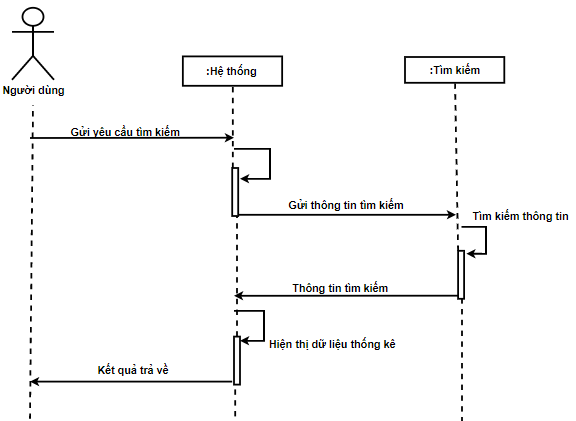 Người dùng
:Hệ thống
:Tìm kiếm
Gửi yêu cầu tìm kiếm
Gửi thông tin tìm kiếm
Tìm kiếm thông tin
Thông tin tìm kiếm
Hiện thị dữ liệu thống kê
Kết quả trả về